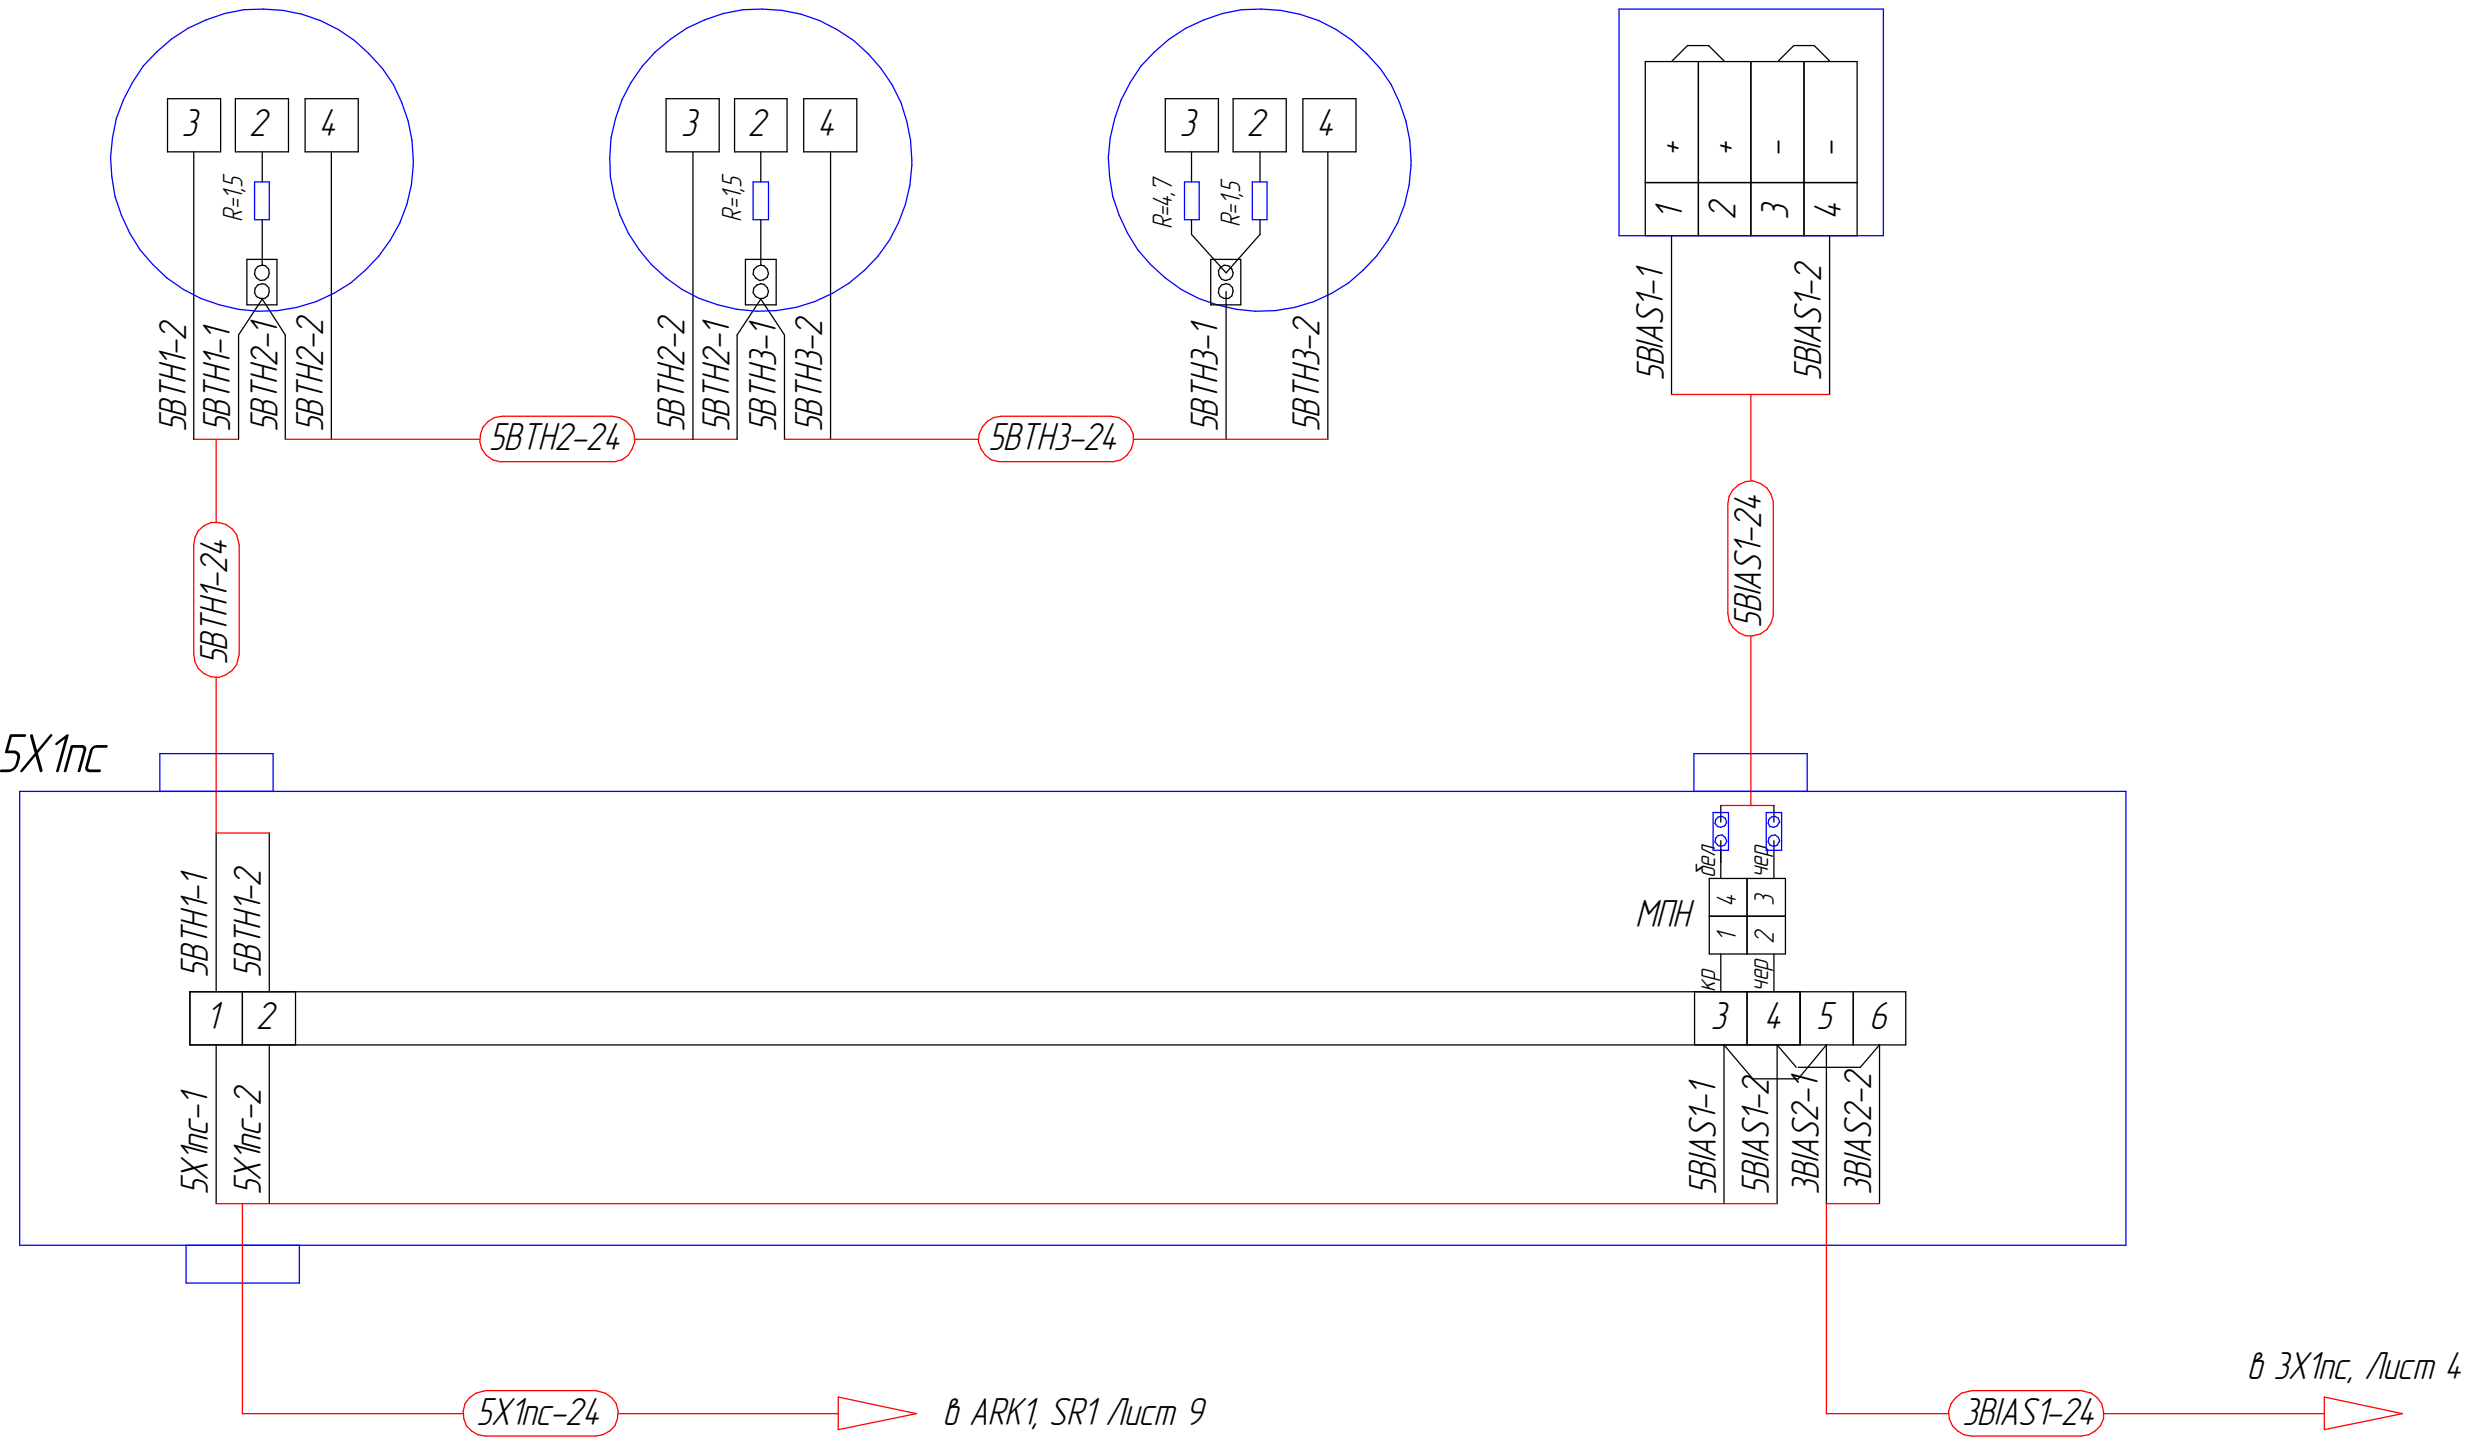 3 2 4
3 2 4
3 2 4
+ + - -
1 2 3 4
R=1,5
R=1,5
R=4,7
R=1,5
5BTH1-2
5BTH1-1
5BTH2-1
5BTH2-2
5BTH2-2
5BTH2-1
5BTH3-1
5BTH3-2
5BTH3-1
5BTH3-2
5BIAS1-1
5BIAS1-2
5BTH2-24
5BTH3-24
5BTH1-24
5BIAS1-24
5X1пс
бел
чер
МПН
4 3
1 2
кр
чер
5BTH1-1
5BTH1-2
1 2
3 4 5 6
5X1пс-1
5X1пс-2
5BIAS1-1
5BIAS1-2
3BIAS2-1
3BIAS2-2
5X1пс-24
в ARK1, SR1 Лист 9
3BIAS1-24
в 3X1пс, Лист 4